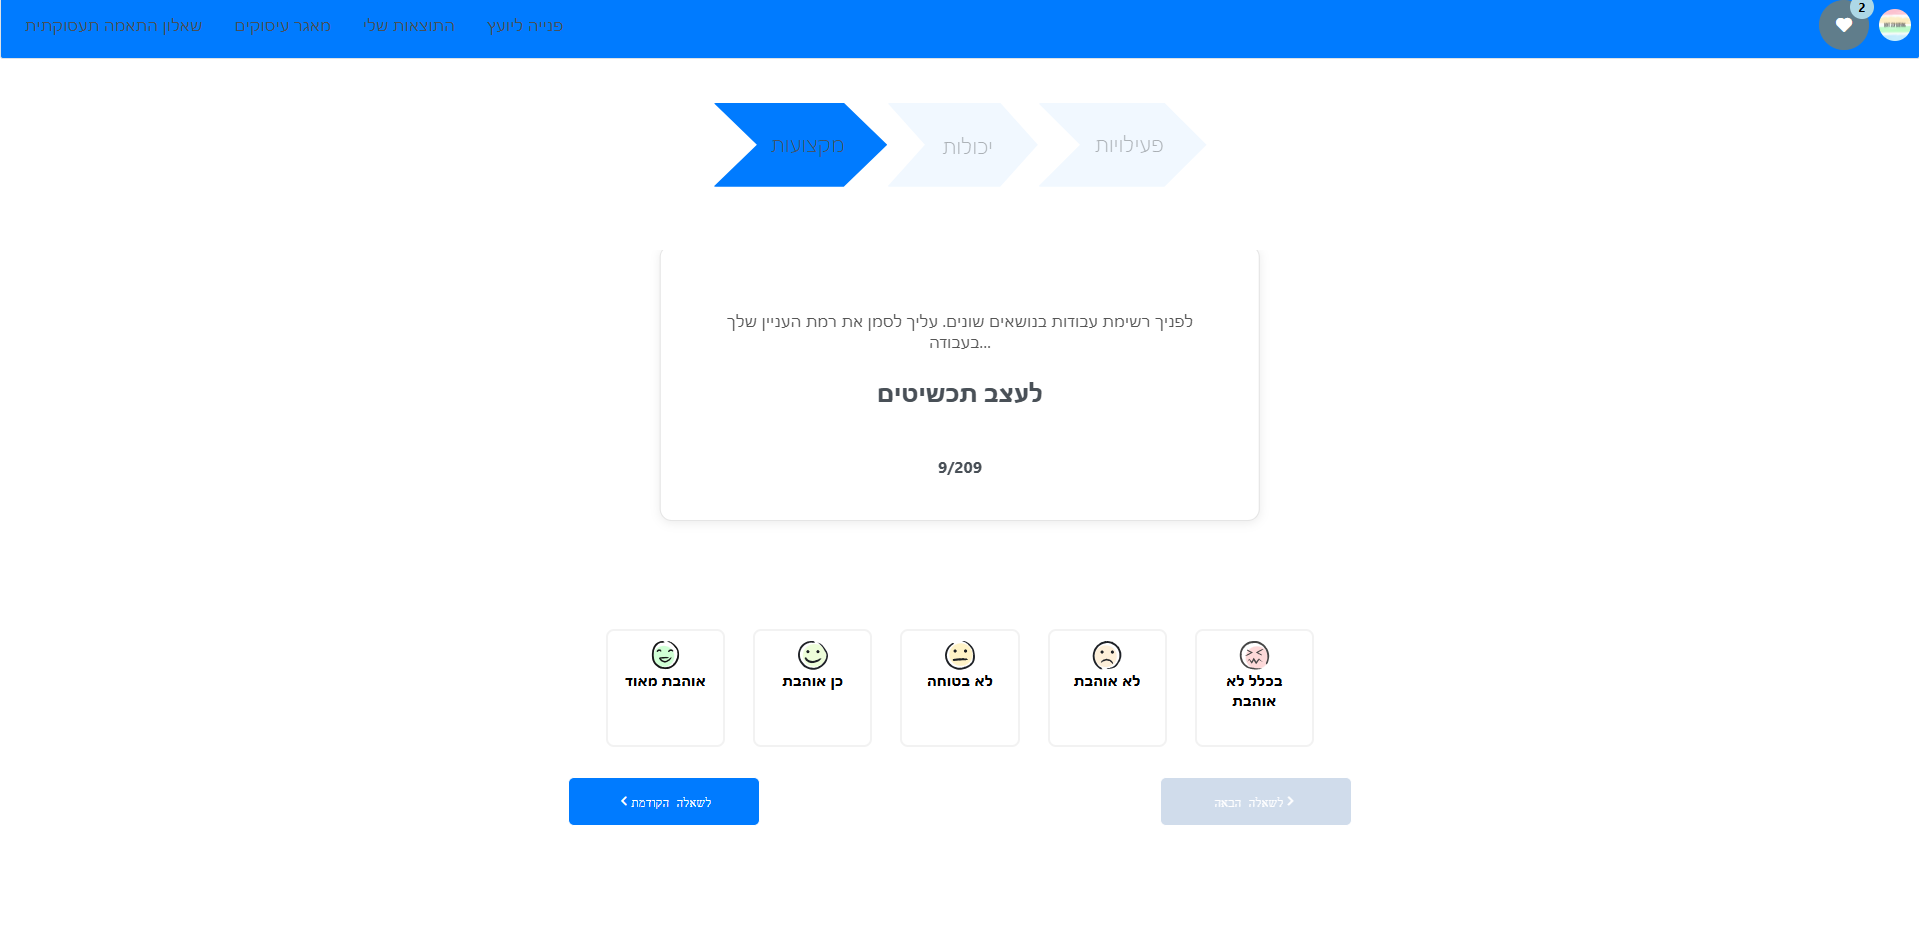 שאלון התאמה תעסוקתית
מאגר עיסוקים
התוצאות שלי
פנייה ליועץ
2
מקצועות
יכולות
פעילויות
לפניך רשימת עבודות בנושאים שונים. עליך לסמן את רמת העניין שלך
בעבודה...
לעצב תכשיטים
9/209
אוהבת מאוד
כן אוהבת
לא בטוחה
לא אוהבת
בכלל לא
אוהבת
לשאלה הקודמת
לשאלה הבאה